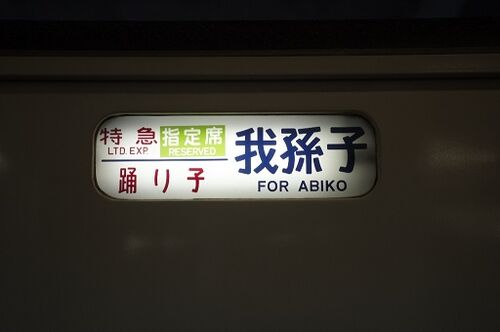 特急
LTD. EXP.
指定席
RESERVED
踊り子
我孫子
FOR ABIKO